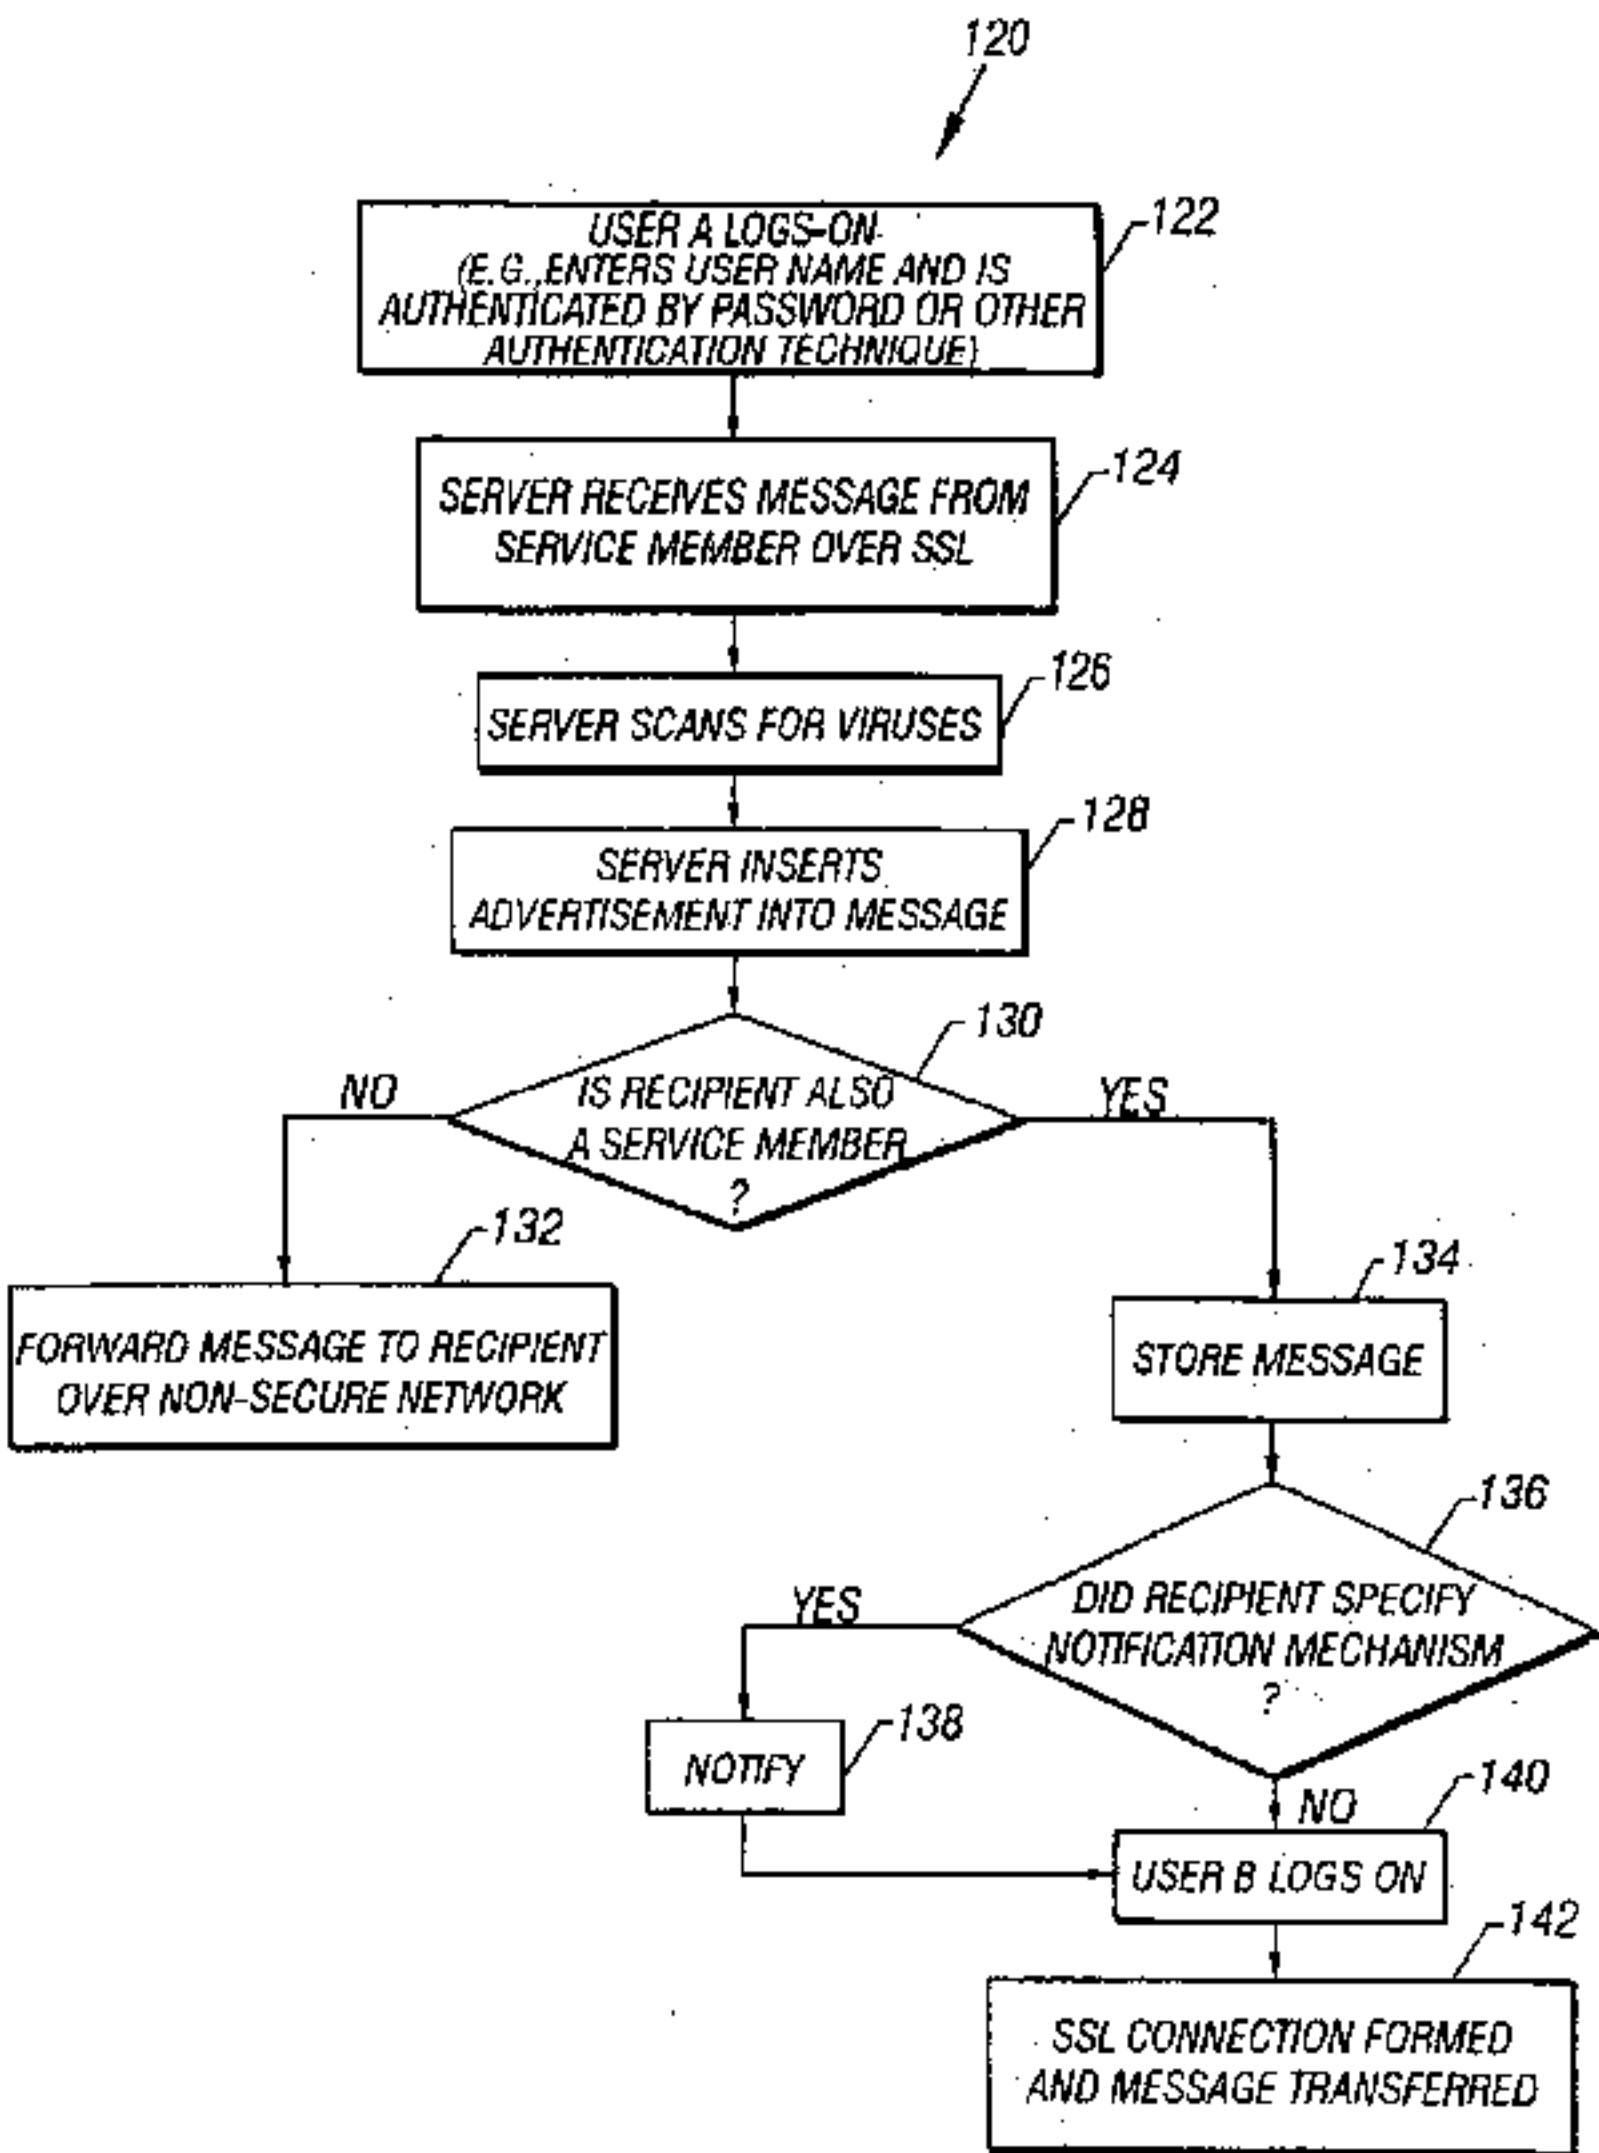 120
122
USER A LOGS-ON
(E.G.,ENTERS USER NAME AND IS
AUTHENTICATED BY PASSWORD OR OTHER
AUTHENTICATION TECHNIQUE)
124
SERVER RECEIVES MESSAGE FROM
SERVICE MEMBER OVER SSL
126
SERVER SCANS FOR VIRUSES
128
SERVER INSERTS
ADVERTISEMENT INTO MESSAGE
130
NO
IS RECIPIENT ALSO
A SERVICE MEMBER
?
YES
132
FORWARD MESSAGE TO RECIPIENT
OVER NON-SECURE NETWORK
134
STORE MESSAGE
136
YES
DID RECIPIENT SPECIFY
NOTIFICATION MECHANISM
?
138
NOTIFY
NO
140
USER B LOGS ON
142
SSL CONNECTION FORMED
AND MESSAGE TRANSFERRED